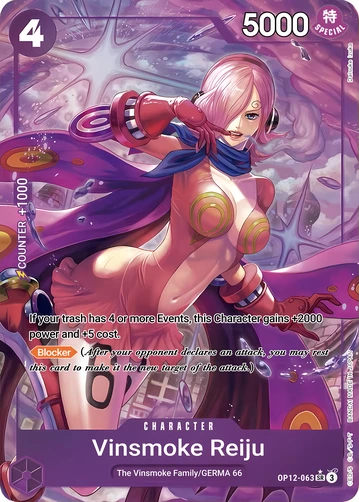 4
5000
特
SPECIAL
COUNTER +1000
If your trash has 4 or more Events, this Character gains +2000
power and +5 cost.
Blocker (After your opponent declares an attack, you may rest
this card to make it the new target of the attack.)
CHARACTER
Vinsmoke Reiju
The Vinsmoke Family/GERMA 66
OP12-063 SR 3